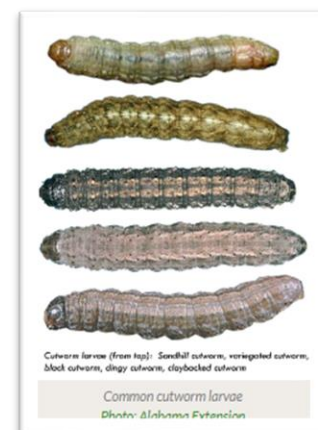 Cutworm larvae (from top): Sandhill cutworm, variegated cutworm,
black cutworm, dingy cutworm, claybacked cutworm
Common cutworm larvae
Photo: Alabama Extension